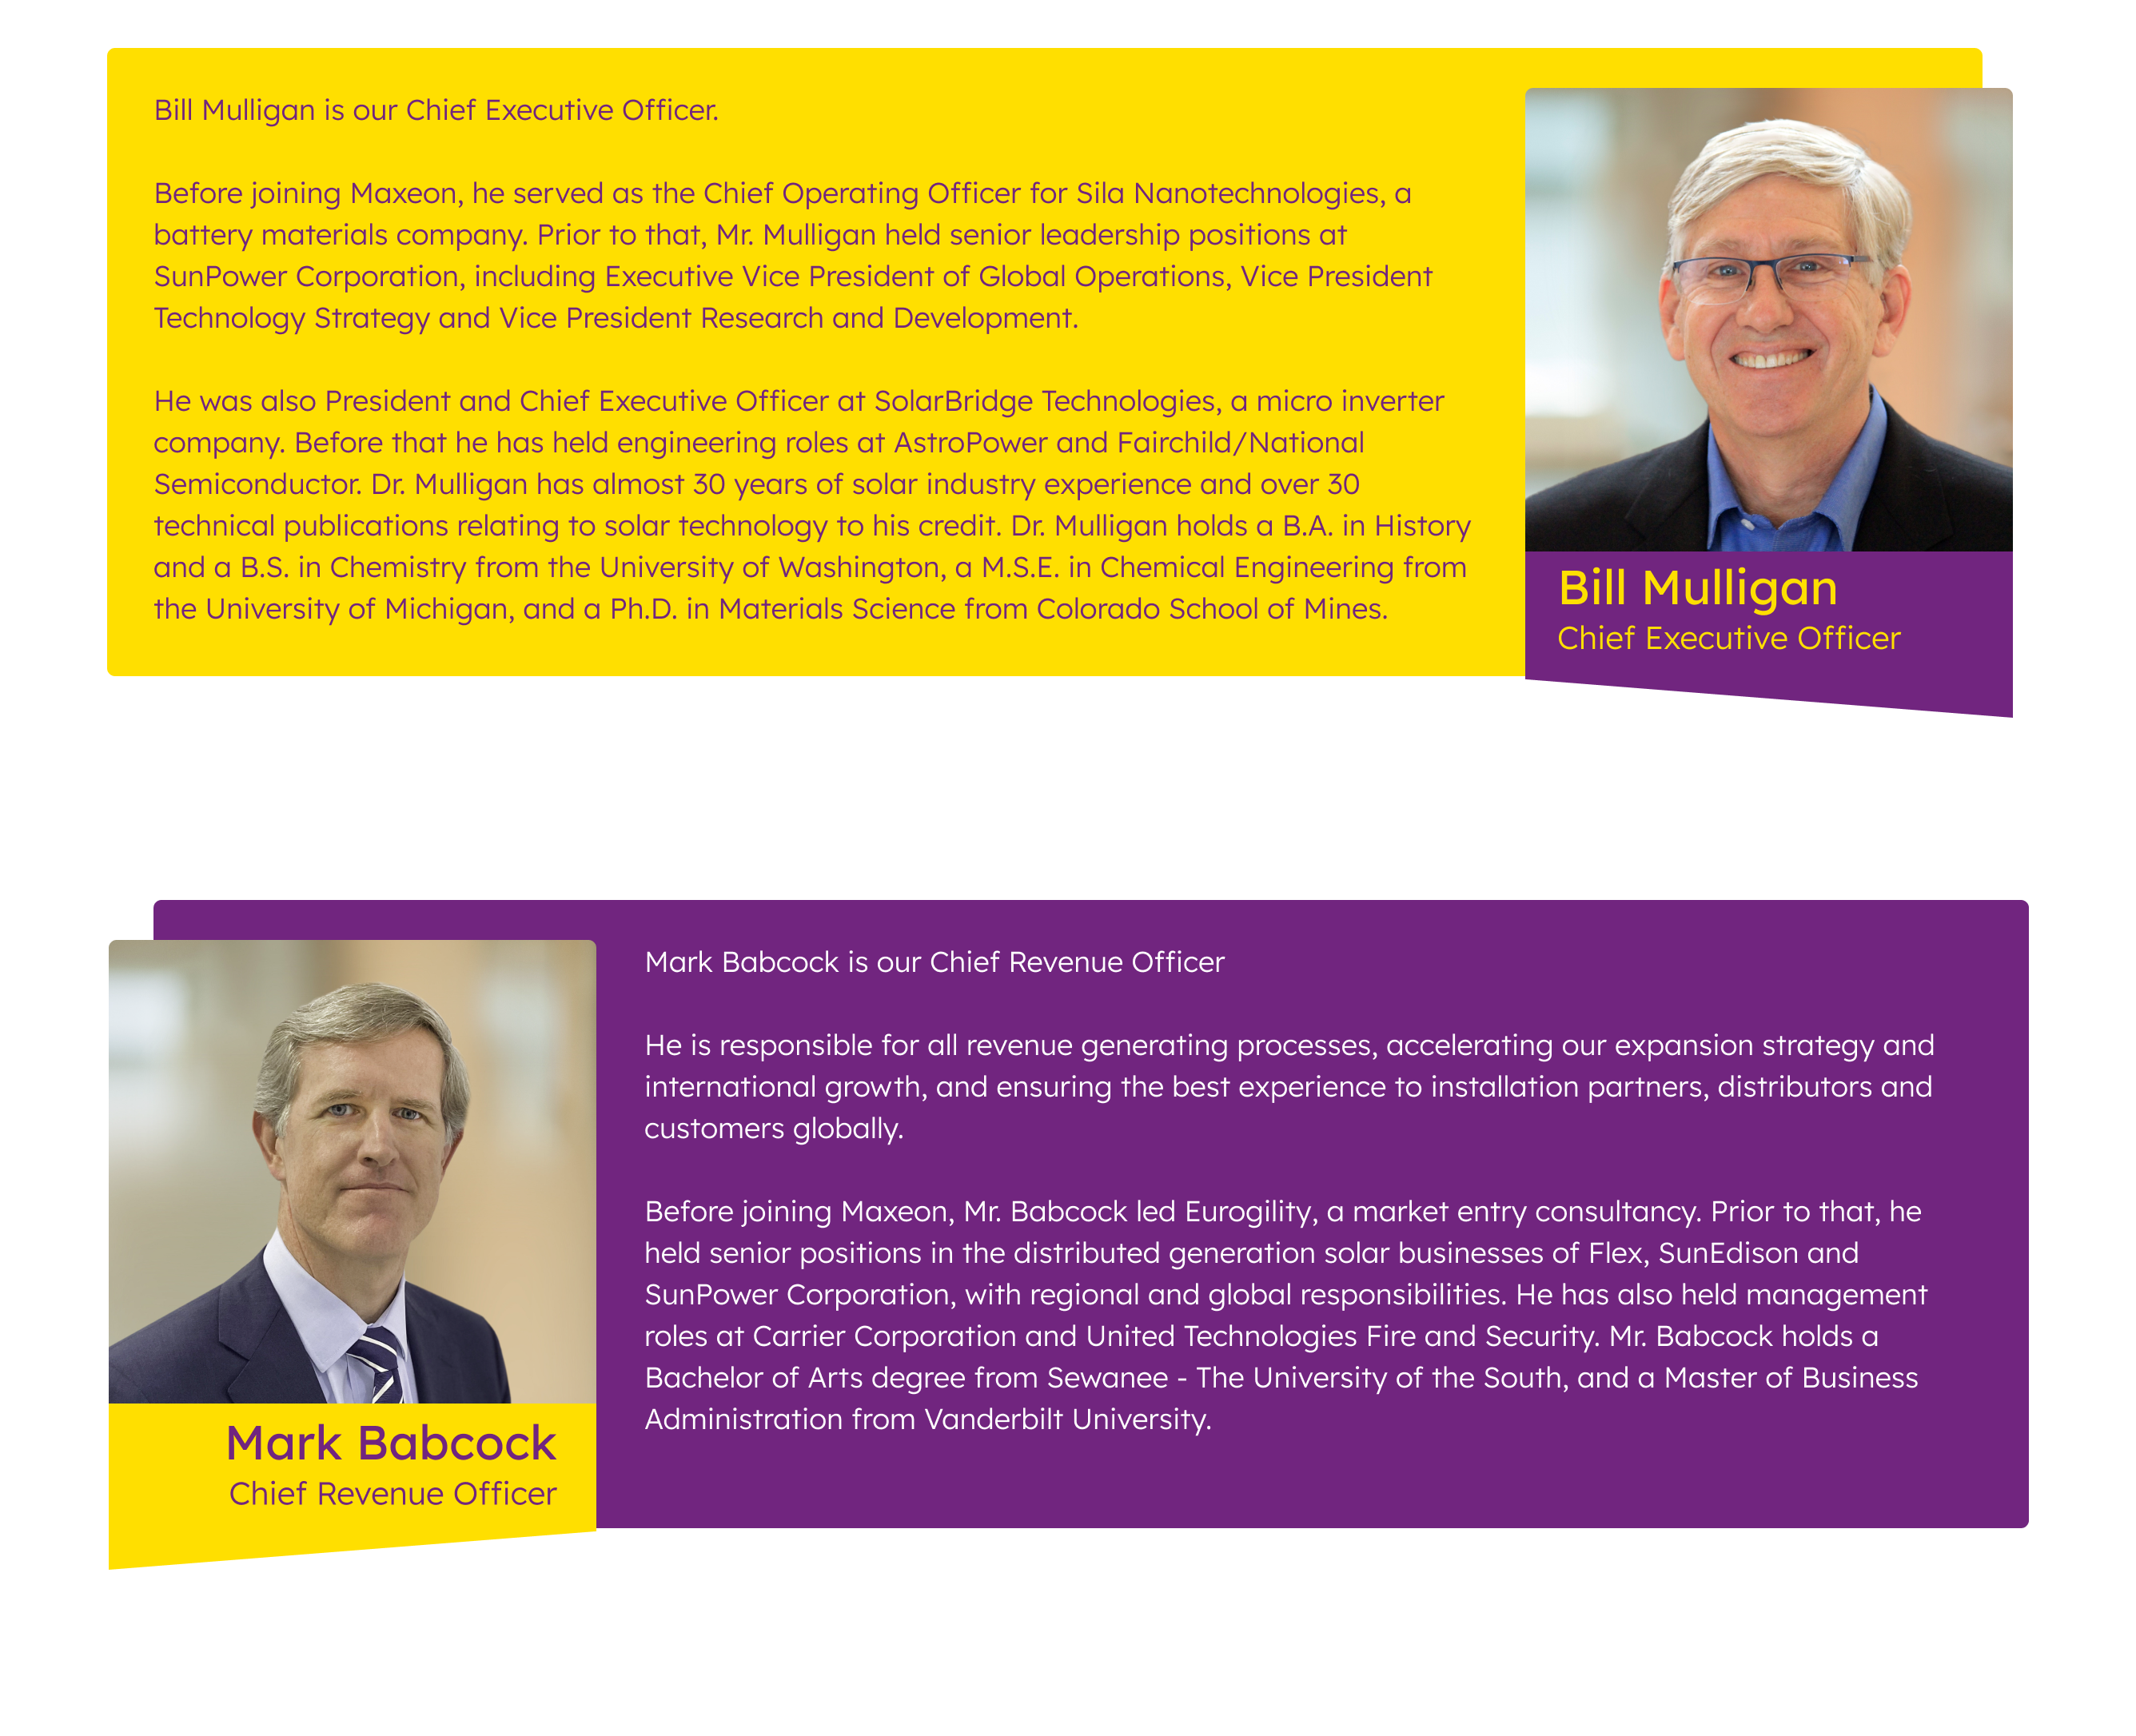 Bill Mulligan is our Chief Executive Officer.
Before joining Maxeon, he served as the Chief Operating Officer for Sila Nanotechnologies, a
battery materials company. Prior to that, Mr. Mulligan held senior leadership positions at
SunPower Corporation, including Executive Vice President of Global Operations, Vice President
Technology Strategy and Vice President Research and Development.
He was also President and Chief Executive Officer at SolarBridge Technologies, a micro inverter
company. Before that he has held engineering roles at AstroPower and Fairchild/National
Semiconductor. Dr. Mulligan has almost 30 years of solar industry experience and over 30
technical publications relating to solar technology to his credit. Dr. Mulligan holds a B.A. in History
and a B.S. in Chemistry from the University of Washington, a M.S.E. in Chemical Engineering from
the University of Michigan, and a Ph.D. in Materials Science from Colorado School of Mines.
Bill Mulligan
Chief Executive Officer
Mark Babcock is our Chief Revenue Officer
He is responsible for all revenue generating processes, accelerating our expansion strategy and
international growth, and ensuring the best experience to installation partners, distributors and
customers globally.
Before joining Maxeon, Mr. Babcock led Eurogility, a market entry consultancy. Prior to that, he
held senior positions in the distributed generation solar businesses of Flex, SunEdison and
SunPower Corporation, with regional and global responsibilities. He has also held management
roles at Carrier Corporation and United Technologies Fire and Security. Mr. Babcock holds a
Bachelor of Arts degree from Sewanee - The University of the South, and a Master of Business
Administration from Vanderbilt University.
Mark Babcock
Chief Revenue Officer